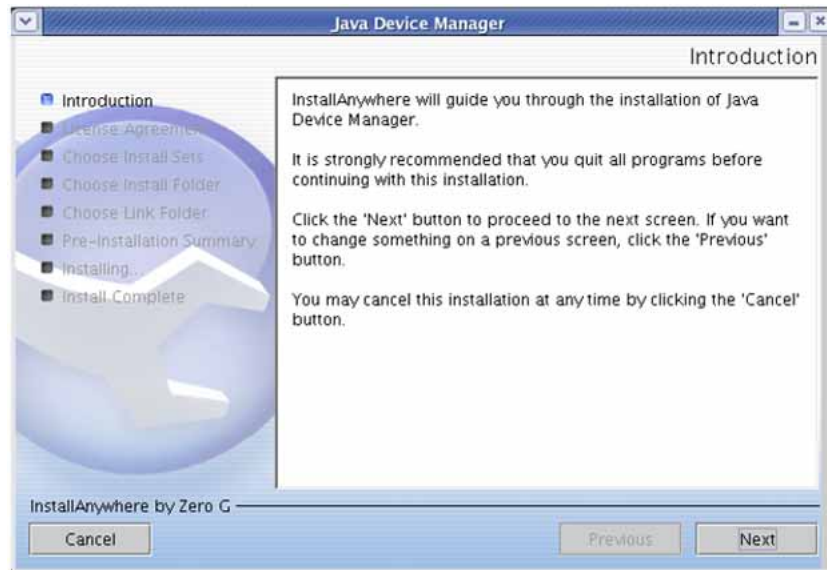 Java Device Manager
Introduction
Introduction
License Agreement
Choose Install Sets
Choose Install Folder
Choose Link Folder
Pre-Installation Summary
Installing...
Install Complete
InstallAnywhere will guide you through the installation of Java
Device Manager.
It is strongly recommended that you quit all programs before
continuing with this installation.
Click the 'Next' button to proceed to the next screen. If you want
to change something on a previous screen, click the 'Previous'
button.
You may cancel this installation at any time by clicking the 'Cancel'
button.
InstallAnywhere by Zero G
Cancel
Previous
Next